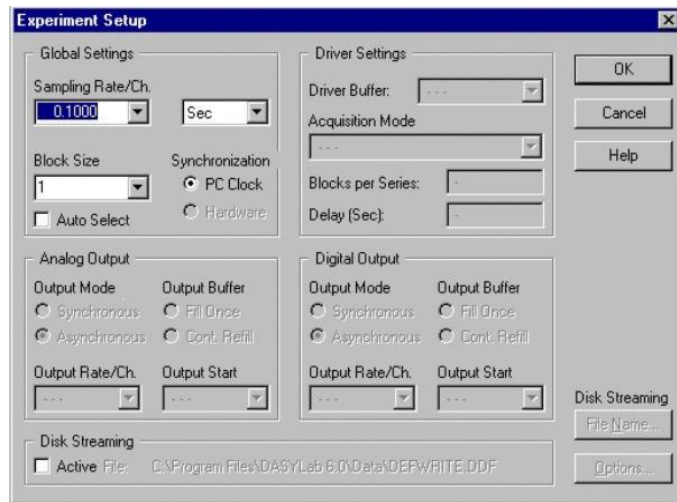 Experiment Setup
Global Settings
Sampling Rate/Ch.
0.1000
Sec
Block Size
1
Auto Select
Synchronization
PC Clock
Hardware
Driver Settings
Driver Buffer:
---
Acquisition Mode
---
Blocks per Series:
-
Delay (Sec):
-
OK
Cancel
Help
Analog Output
Output Mode
Synchronous
Asynchronous
Output Buffer
Fill Once
Cont. Refill
Output Rate/Ch.
---
Output Start
---
Digital Output
Output Mode
Synchronous
Asynchronous
Output Buffer
Fill Once
Cont. Refill
Output Rate/Ch.
---
Output Start
---
Disk Streaming
File Name...
Options...
Disk Streaming
Active File: C:\Program Files\DASYLab 6.0\Data\DEFWRITE.DDF